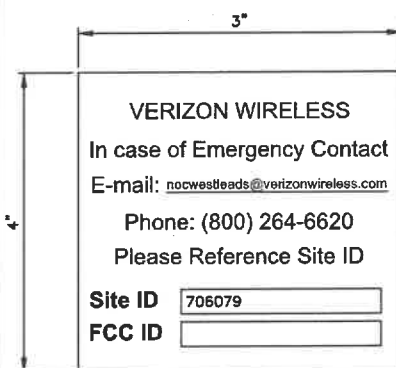 3"
4"
VERIZON WIRELESS
In case of Emergency Contact
E-mail: nocwestleads@verizonwireless.com
Phone: (800) 264-6620
Please Reference Site ID
Site ID 706079
FCC ID